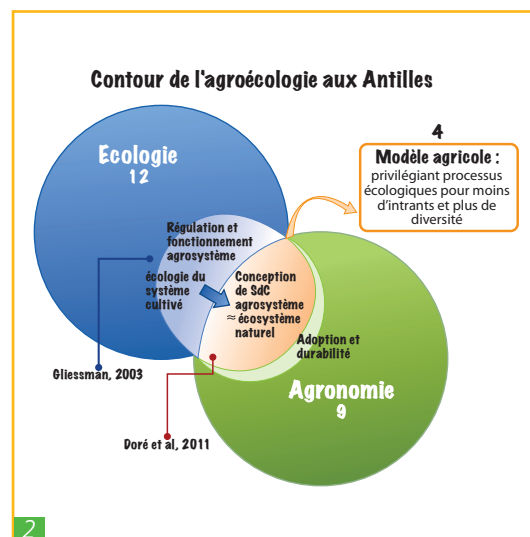 Contour de l'agroécologie aux Antilles
Ecologie
12
4
Modèle agricole :
privilégiant processus
écologiques pour moins
d'intrants et plus de
diversité
Régulation et
fonctionnement
agrosystème
écologie du
système
cultivé
Conception
de SdC
agrosystème
≈ écosystème
naturel
Adoption et
durabilité
Gliessman, 2003
Agronomie
9
Doré et al, 2011
2